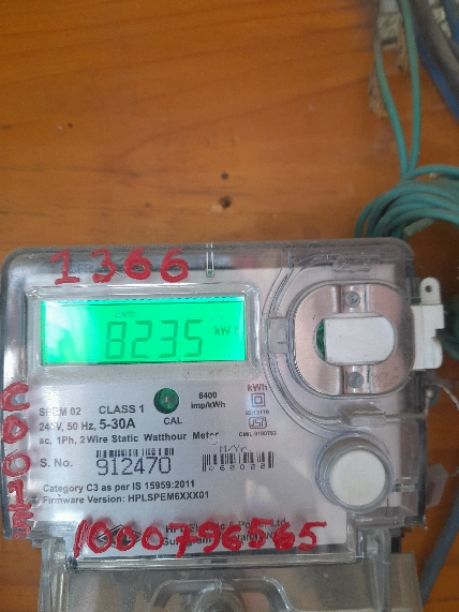 1366
Earth
8235 kW
SPEM 02 CLASS 1
240V, 50 Hz, 5-30A CAL
6400 imp/kWh
kWh
ac, 1Ph, 2 Wire Static Watthour Meter
S. No. 912470
Category C3 as per IS 15959:2011
Firmware Version: HPLSPEM6XXX01
1000796565